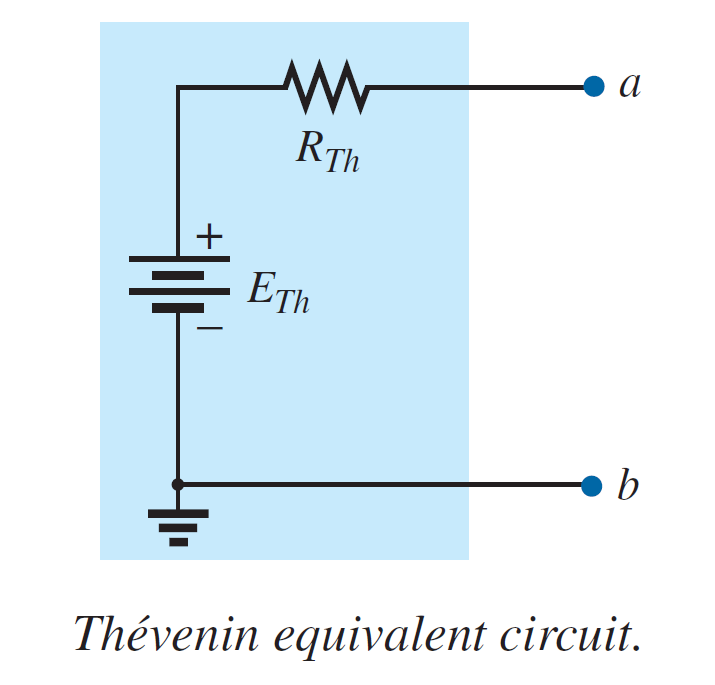 a
R_Th
+
E_Th
−
b
Thévenin equivalent circuit.